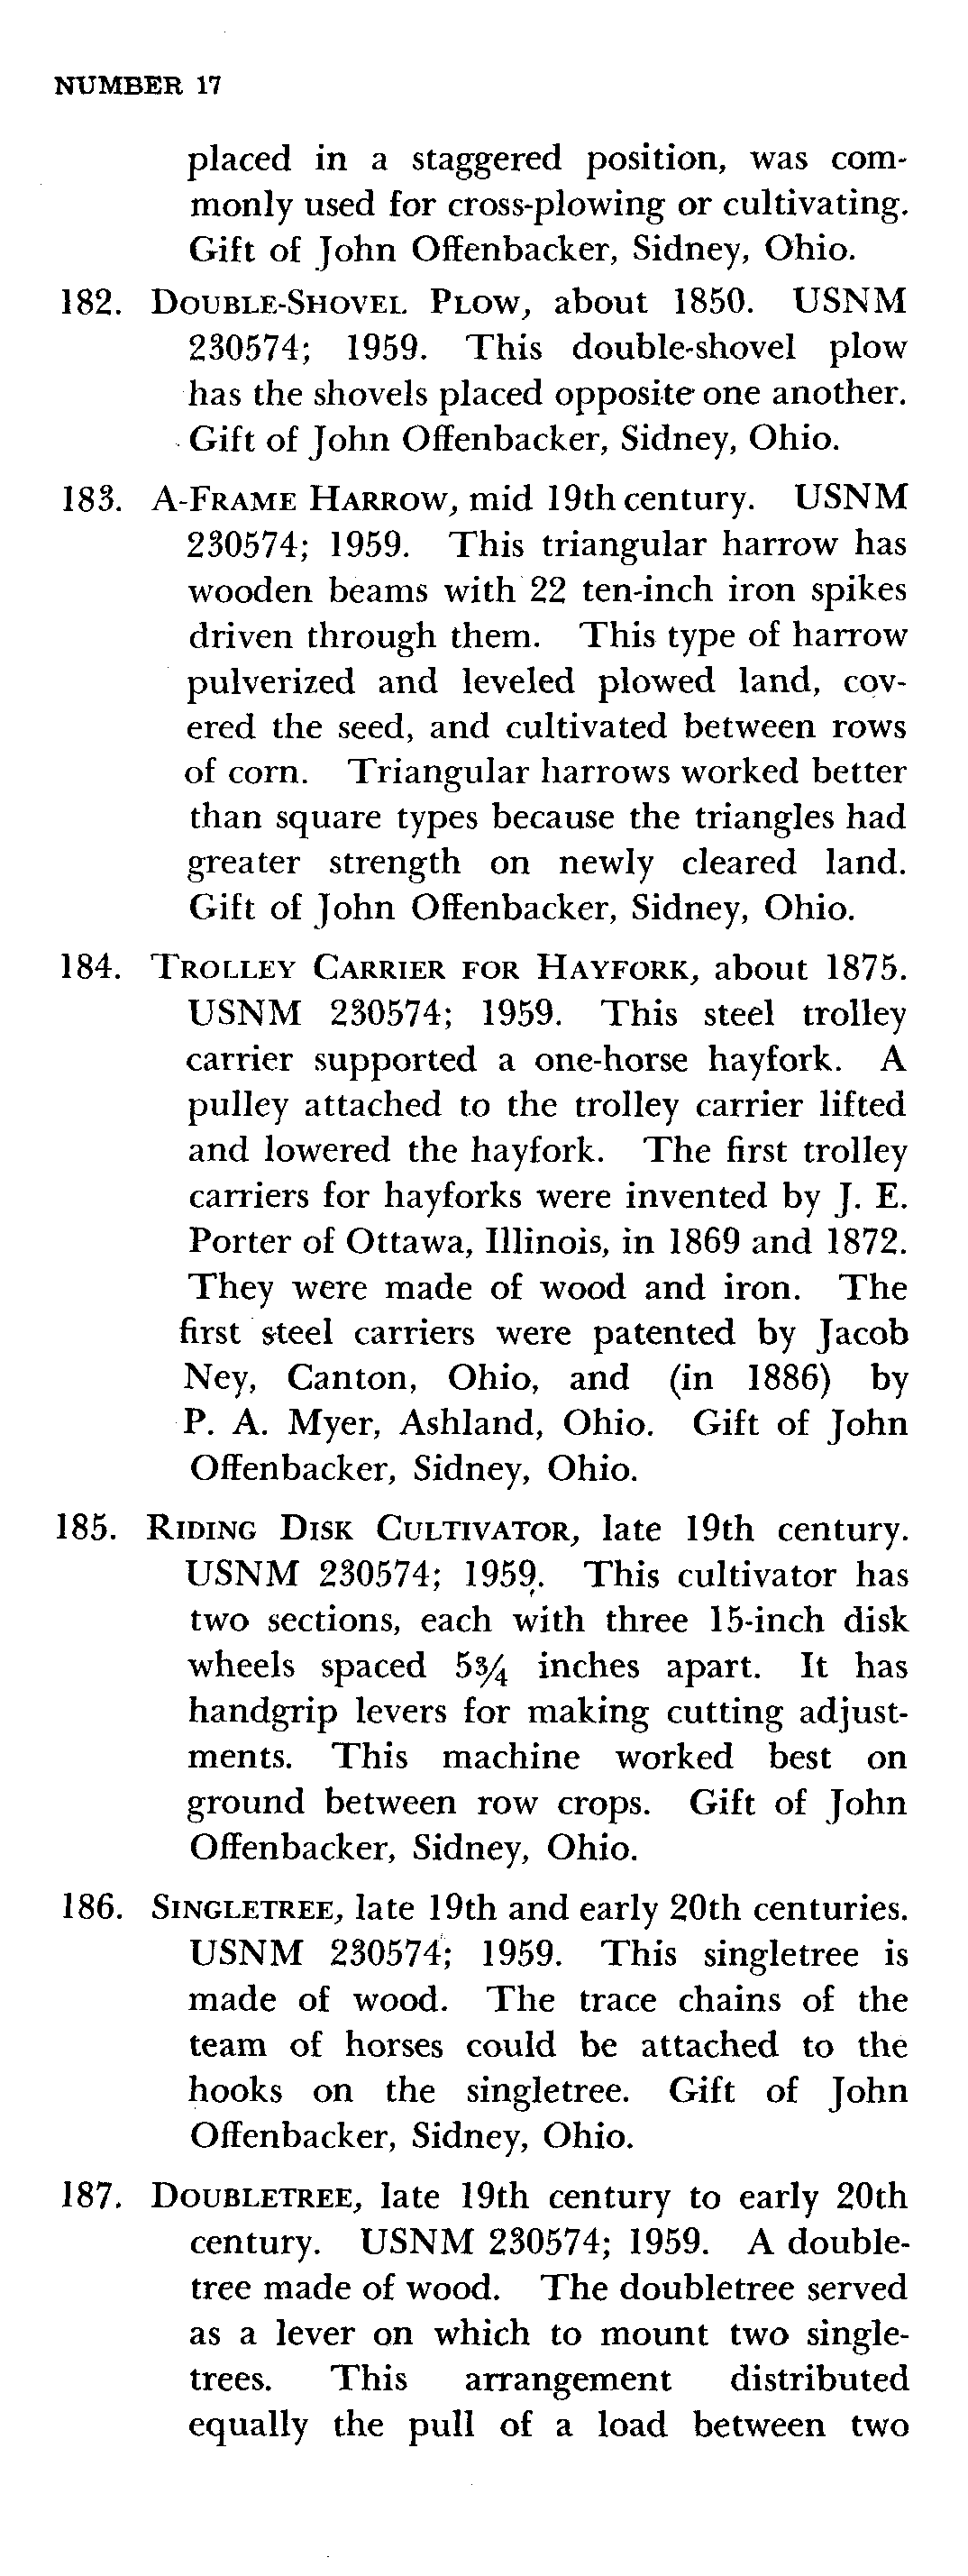 NUMBER 17
placed in a staggered position, was com-
monly used for cross-plowing or cultivating.
Gift of John Offenbacker, Sidney, Ohio.
182. DOUBLE-SHOVEL PLOW, about 1850. USNM
230574; 1959. This double-shovel plow
has the shovels placed opposite one another.
Gift of John Offenbacker, Sidney, Ohio.
183. A-FRAME HARROW, mid 19th century. USNM
230574; 1959. This triangular harrow has
wooden beams with 22 ten-inch iron spikes
driven through them. This type of harrow
pulverized and leveled plowed land, cov-
ered the seed, and cultivated between rows
of corn. Triangular harrows worked better
than square types because the triangles had
greater strength on newly cleared land.
Gift of John Offenbacker, Sidney, Ohio.
184. TROLLEY CARRIER FOR HAYFORK, about 1875.
USNM 230574; 1959. This steel trolley
carrier supported a one-horse hayfork. A
pulley attached to the trolley carrier lifted
and lowered the hayfork. The first trolley
carriers for hayforks were invented by J. E.
Porter of Ottawa, Illinois, in 1869 and 1872.
They were made of wood and iron. The
first steel carriers were patented by Jacob
Ney, Canton, Ohio, and (in 1886) by
P. A. Myer, Ashland, Ohio. Gift of John
Offenbacker, Sidney, Ohio.
185. RIDING DISK CULTIVATOR, late 19th century.
USNM 230574; 1959. This cultivator has
two sections, each with three 15-inch disk
wheels spaced 5¾ inches apart. It has
handgrip levers for making cutting adjust-
ments. This machine worked best on
ground between row crops. Gift of John
Offenbacker, Sidney, Ohio.
186. SINGLETREE, late 19th and early 20th centuries.
USNM 230574; 1959. This singletree is
made of wood. The trace chains of the
team of horses could be attached to the
hooks on the singletree. Gift of John
Offenbacker, Sidney, Ohio.
187. DOUBLETREE, late 19th century to early 20th
century. USNM 230574; 1959. A double-
tree made of wood. The doubletree served
as a lever on which to mount two single-
trees. This arrangement distributed
equally the pull of a load between two